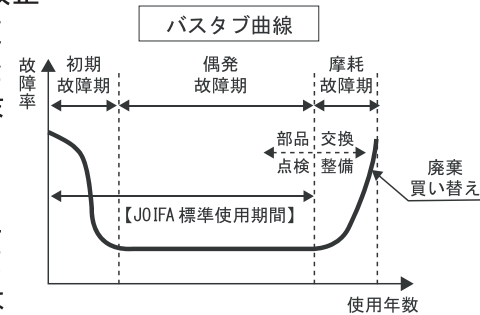 バスタブ曲線
故障率
初期
故障期
偶発
故障期
摩耗
故障期
部品 交換
点検 整備
【JOIFA 標準使用期間】
廃棄
買い替え
使用年数